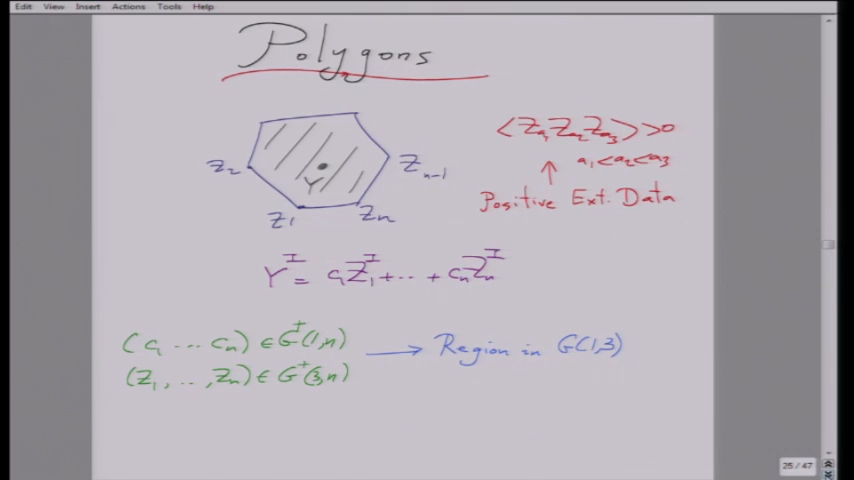 Edit View Insert Actions Tools Help
Polygons
<Za₁Za₂Za₃> >0
a₁<a₂<a₃
Positive Ext. Data
Z₂
Zₙ₋₁
Y
Z₁
Zₙ
Yᴵ = c₁Z₁ᴵ + ·· + cₙZₙᴵ
(c₁ ··· cₙ) ∈ G⁺(1,n)
(Z₁, .. , Zₙ) ∈ G⁺(3,n)
→ Region in G(1,3)
25 / 47